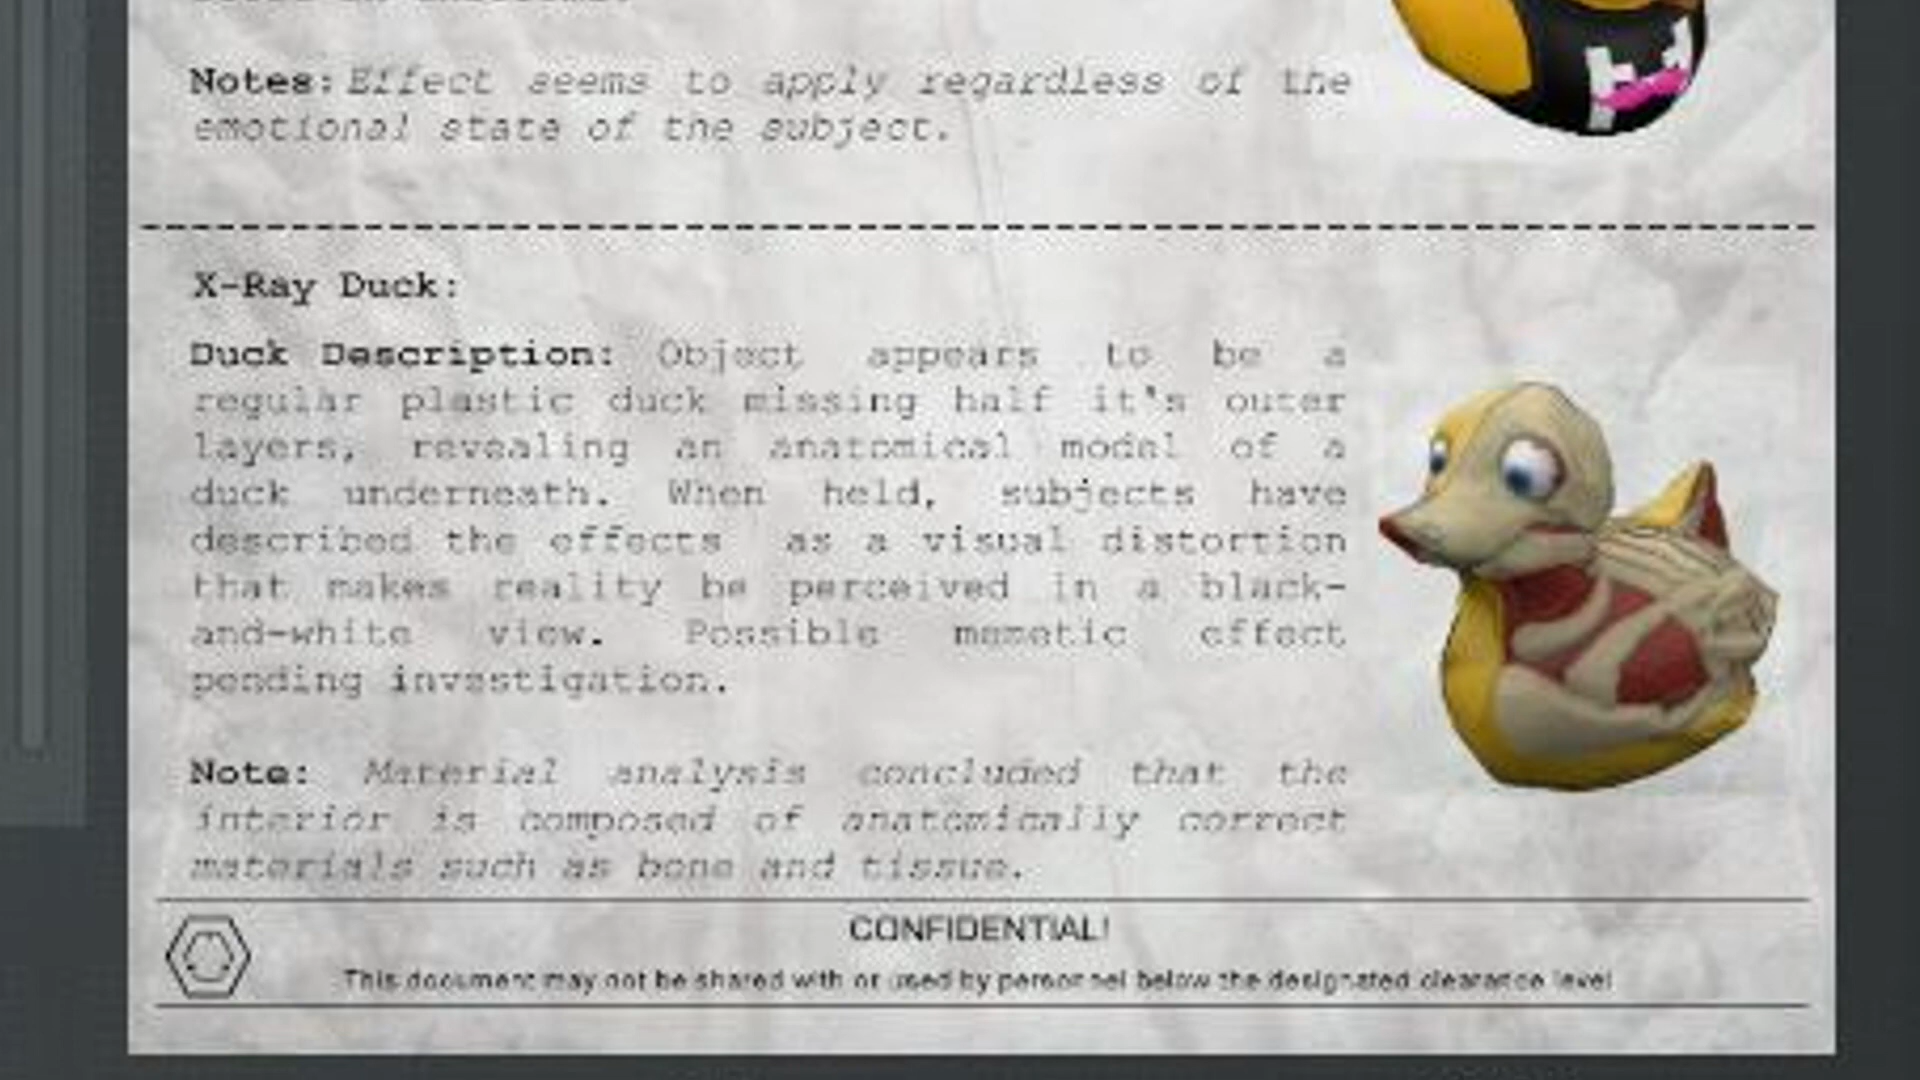 Notes: Effect seems to apply regardless of the
emotional state of the subject.
X-Ray Duck:
Duck Description: Object appears to be a
regular plastic duck missing half it's outer
layers, revealing an anatomical model of a
duck underneath. When held, subjects have
described the effects as a visual distortion
that makes reality be perceived in a black-
and-white view. Possible memetic effect
pending investigation.
Note: Material analysis concluded that the
interior is composed of anatomically correct
materials such as bone and tissue.
CONFIDENTIAL!
This document may not be shared with or used by personnel below the designated clearance level